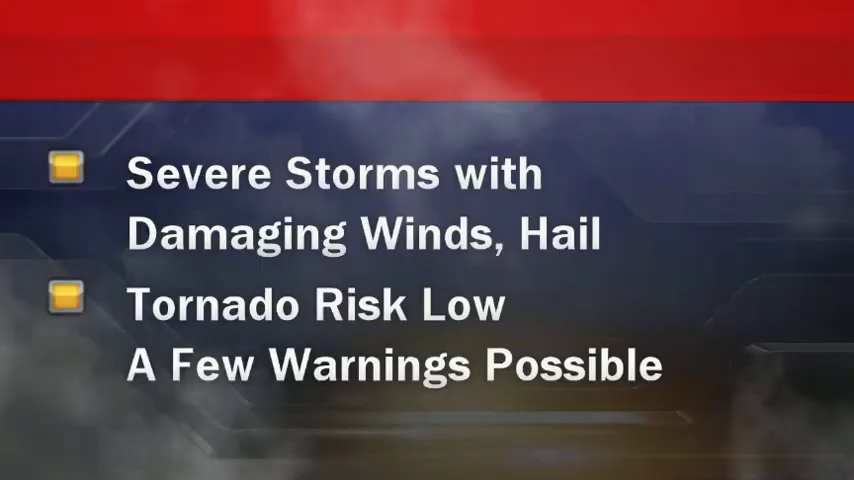 Severe Storms with
Damaging Winds, Hail
Tornado Risk Low
A Few Warnings Possible